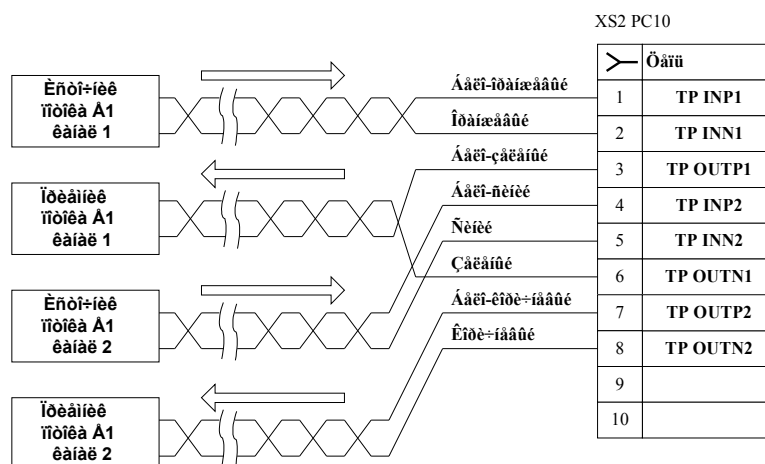 XS2 PC10
Öåïü
Èñòî÷íèê
ïîòîêà Å1
êàíàë 1
Ïðèåìíèê
ïîòîêà Å1
êàíàë 1
Èñòî÷íèê
ïîòîêà Å1
êàíàë 2
Ïðèåìíèê
ïîòîêà Å1
êàíàë 2
Áåëî-îðàíæåâûé
1 TP INP1
Îðàíæåâûé
2 TP INN1
Áåëî-çåëåíûé
3 TP OUTP1
Áåëî-ñèíèé
4 TP INP2
Ñèíèé
5 TP INN2
Çåëåíûé
6 TP OUTN1
Áåëî-êîðè÷íåâûé
7 TP OUTP2
Êîðè÷íåâûé
8 TP OUTN2
9
10